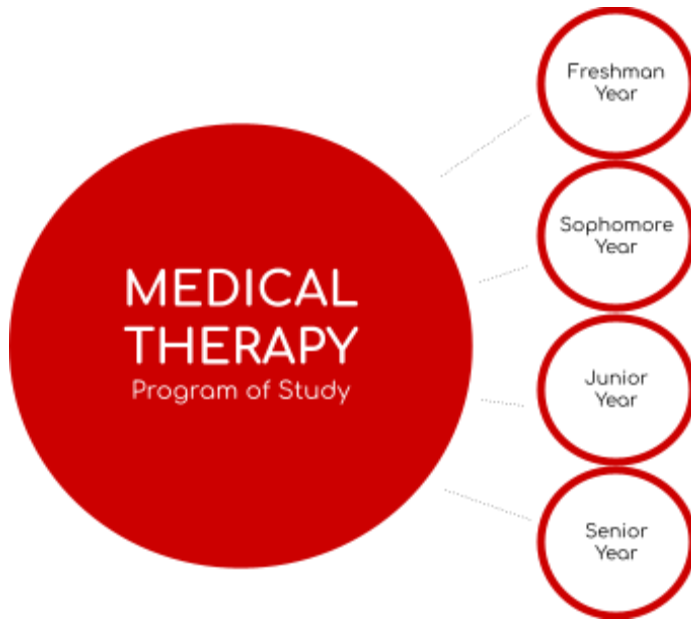 MEDICAL
THERAPY
Program of Study
Freshman
Year
Sophomore
Year
Junior
Year
Senior
Year